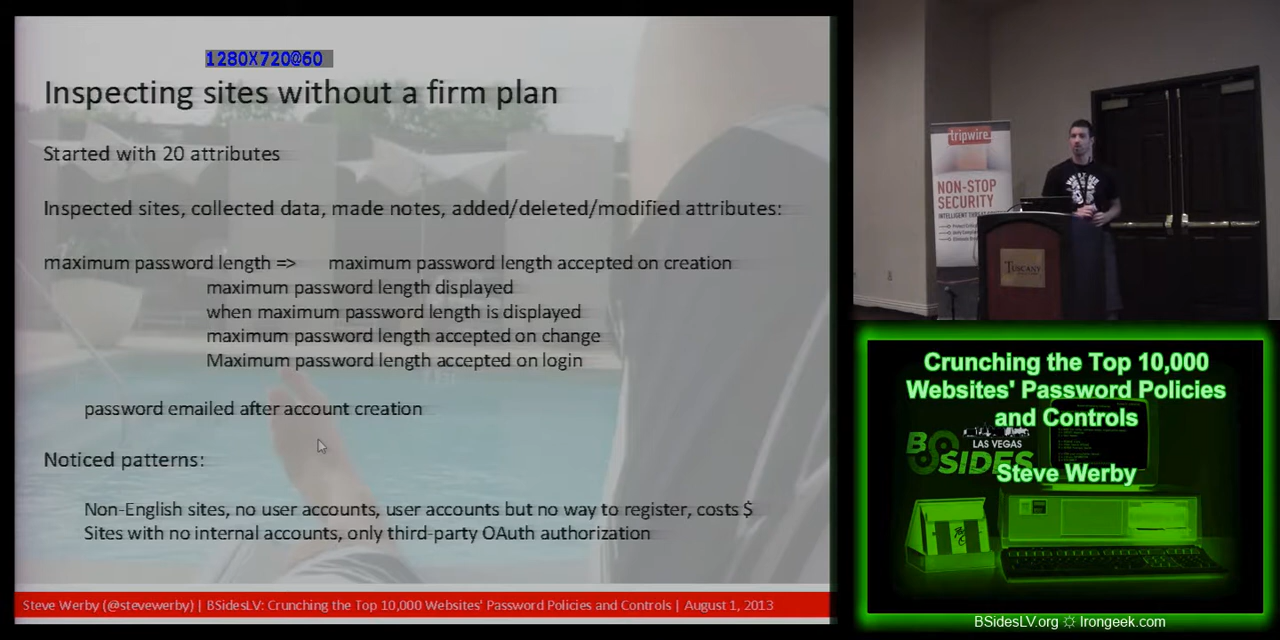 1280X720@60
Inspecting sites without a firm plan
Started with 20 attributes
Inspected sites, collected data, made notes, added/deleted/modified attributes:
maximum password length => maximum password length accepted on creation
maximum password length displayed
when maximum password length is displayed
maximum password length accepted on change
Maximum password length accepted on login
password emailed after account creation
Noticed patterns:
Non-English sites, no user accounts, user accounts but no way to register, costs $
Sites with no internal accounts, only third-party OAuth authorization
Steve Werby (@stevewerby) | BSidesLV: Crunching the Top 10,000 Websites' Password Policies and Controls | August 1, 2013
tripwire
NON-STOP
SECURITY
TUSCANY
Crunching the Top 10,000
Websites' Password Policies
and Controls
LAS VEGAS
BSIDES
Steve Werby
BSidesLV.org ☼ Irongeek.com